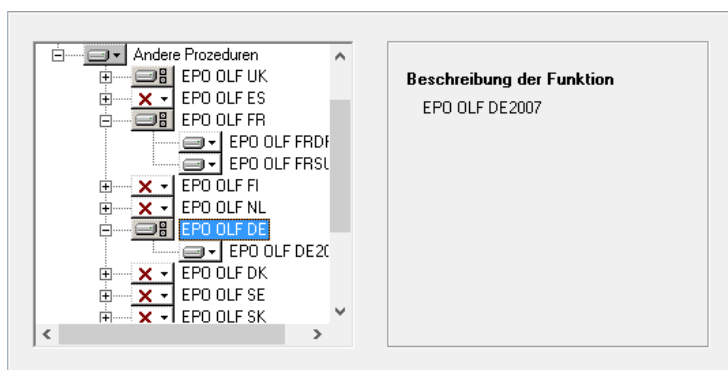 Andere Prozeduren
EPO OLF UK
EPO OLF ES
EPO OLF FR
EPO OLF FRDF
EPO OLF FRSU
EPO OLF FI
EPO OLF NL
EPO OLF DE
EPO OLF DE20
EPO OLF DK
EPO OLF SE
EPO OLF SK
Beschreibung der Funktion
EPO OLF DE2007